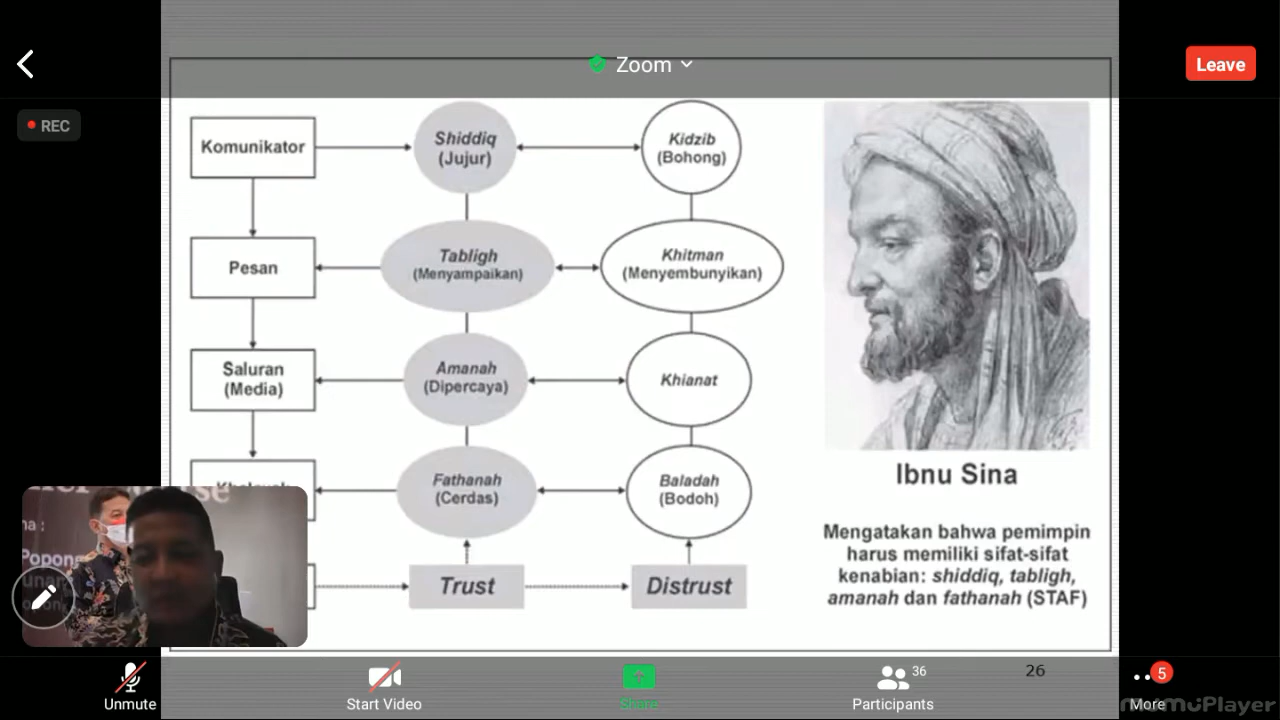 Zoom
Leave
REC
Komunikator
Shiddiq
(Jujur)
Kidzib
(Bohong)
Pesan
Tabligh
(Menyampaikan)
Khitman
(Menyembunyikan)
Saluran
(Media)
Amanah
(Dipercaya)
Khianat
Fathanah
(Cerdas)
Baladah
(Bodoh)
Trust
Distrust
Ibnu Sina
Mengatakan bahwa pemimpin
harus memiliki sifat-sifat
kenabian: shiddiq, tabligh,
amanah dan fathanah (STAF)
Popong
Unmute
Start Video
Share
36
Participants
26
5
More
MuMuPlayer